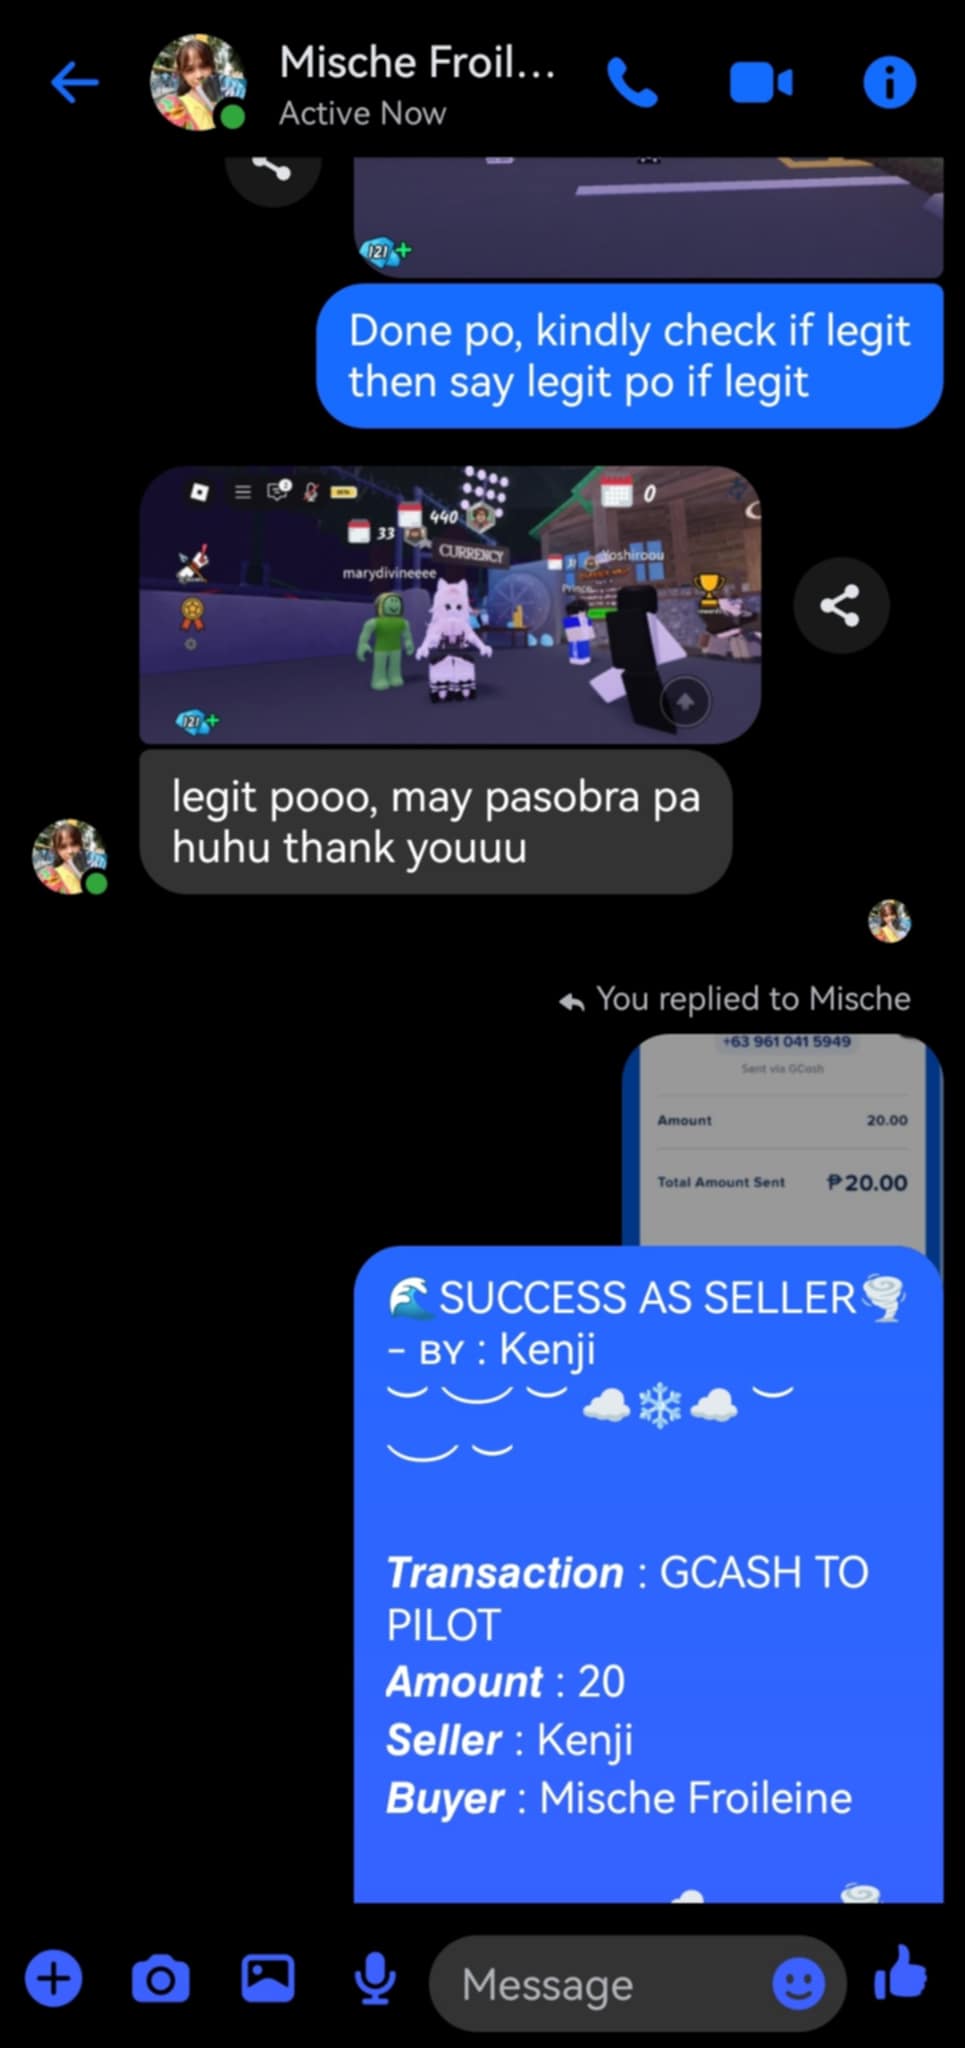 Mische Froil...
Active Now
121+
Done po, kindly check if legit
then say legit po if legit
0
440
33
CURRENCY
marydivineeee
Yoshiroou
121+
legit pooo, may pasobra pa
huhu thank youuu
You replied to Mische
+63 961 041 5949
Sent via GCash
Amount 20.00
Total Amount Sent ₱20.00
🌊SUCCESS AS SELLER🌪️
- ʙʏ : Kenji
Transaction : GCASH TO
PILOT
Amount : 20
Seller : Kenji
Buyer : Mische Froileine
Message